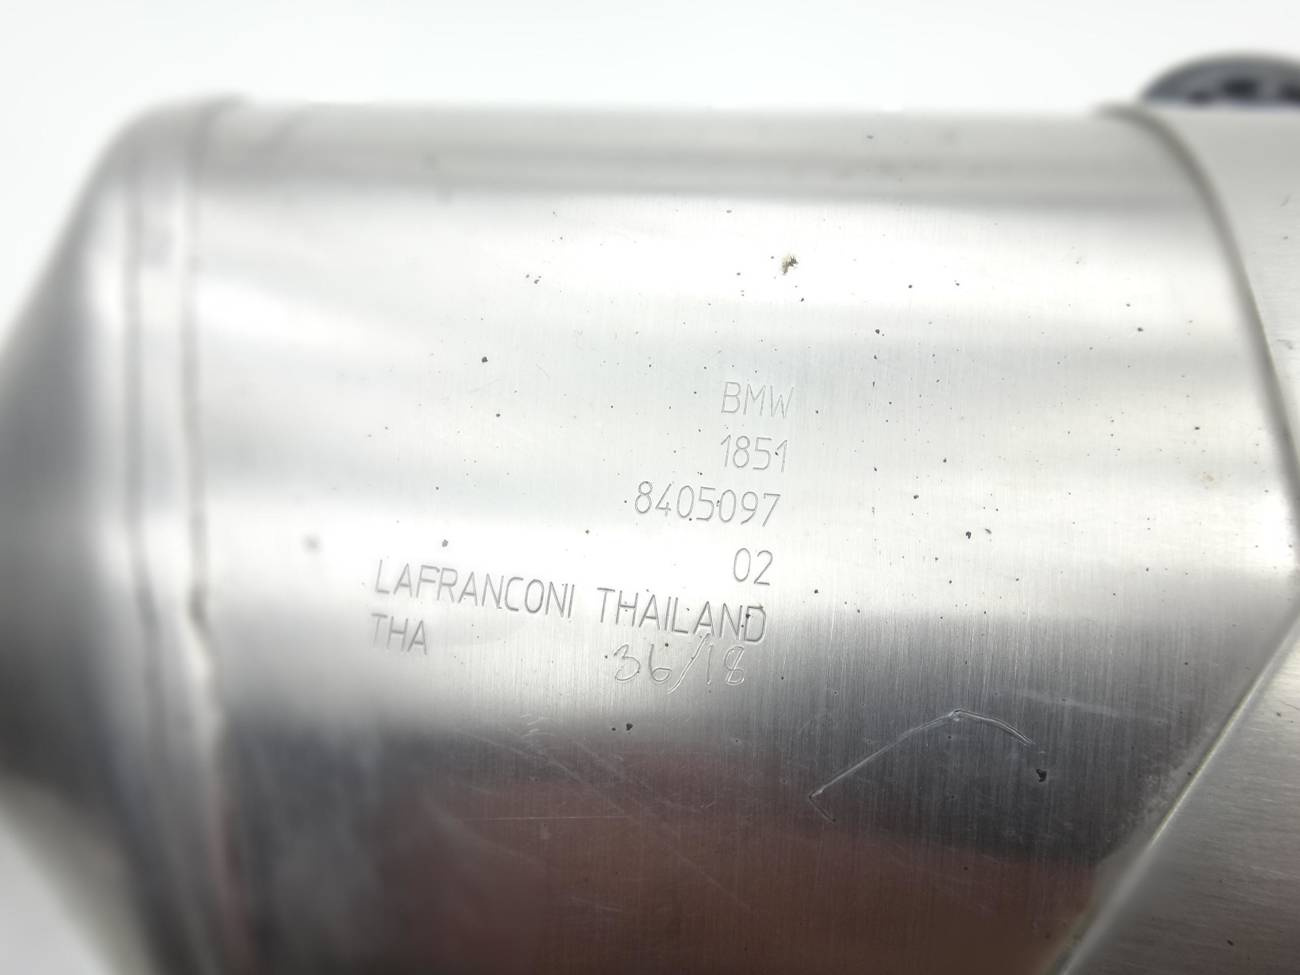 BMW
1851
8405097
02
LAFRANCONI THAILAND
THA 36/18